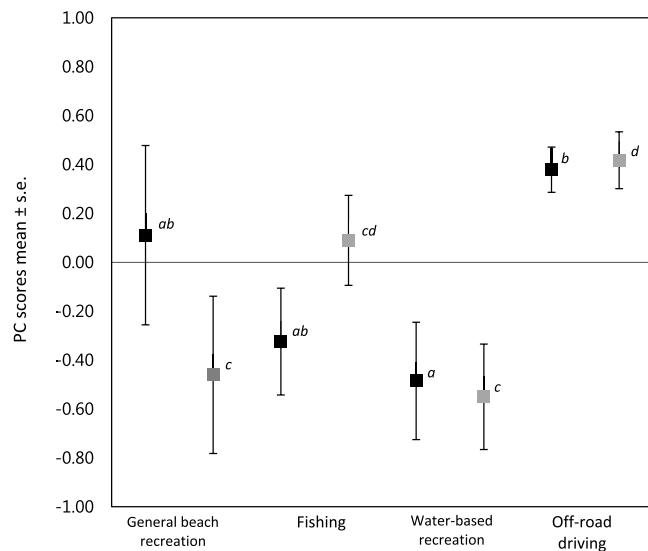 1.00
0.80
0.60
0.40
0.20
0.00
-0.20
-0.40
-0.60
-0.80
-1.00
PC scores mean ± s.e.
ab
c
ab
cd
a
c
b
d
General beach
recreation
Fishing
Water-based
recreation
Off-road
driving